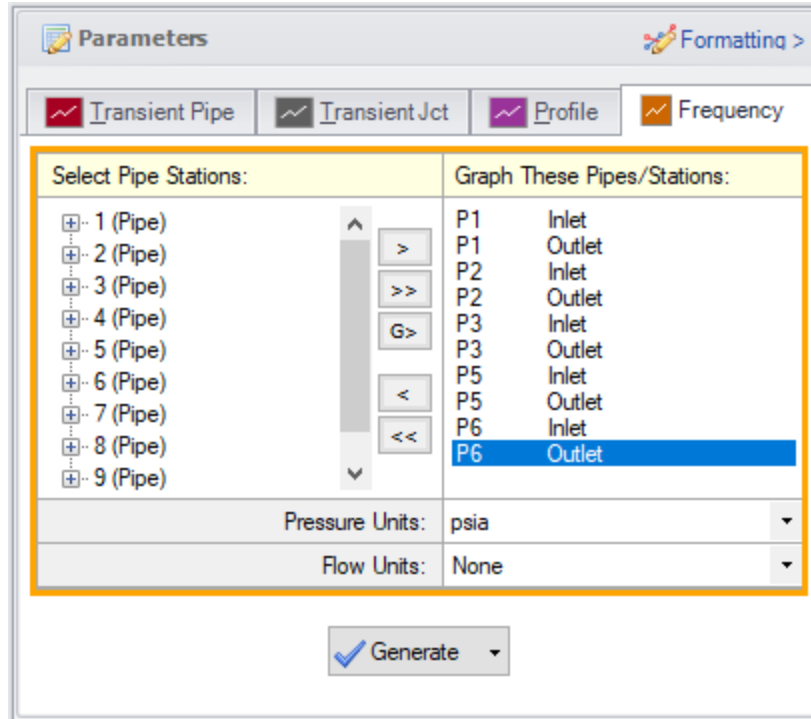 Parameters
Formatting >
Transient Pipe
Transient Jct
Profile
Frequency
Select Pipe Stations:
Graph These Pipes/Stations:
1 (Pipe)
2 (Pipe)
3 (Pipe)
4 (Pipe)
5 (Pipe)
6 (Pipe)
7 (Pipe)
8 (Pipe)
9 (Pipe)
>
>>
G>
<
<<
P1 Inlet
P1 Outlet
P2 Inlet
P2 Outlet
P3 Inlet
P3 Outlet
P5 Inlet
P5 Outlet
P6 Inlet
P6 Outlet
Pressure Units: psia
Flow Units: None
Generate